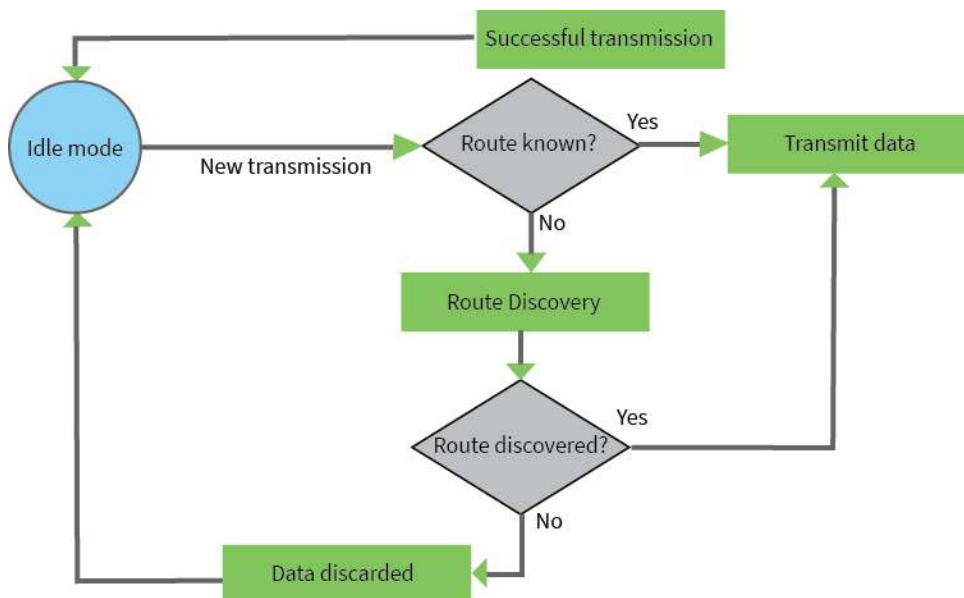 Successful transmission
Idle mode
New transmission
Route known?
Yes
Transmit data
No
Route Discovery
Route discovered?
Yes
No
Data discarded